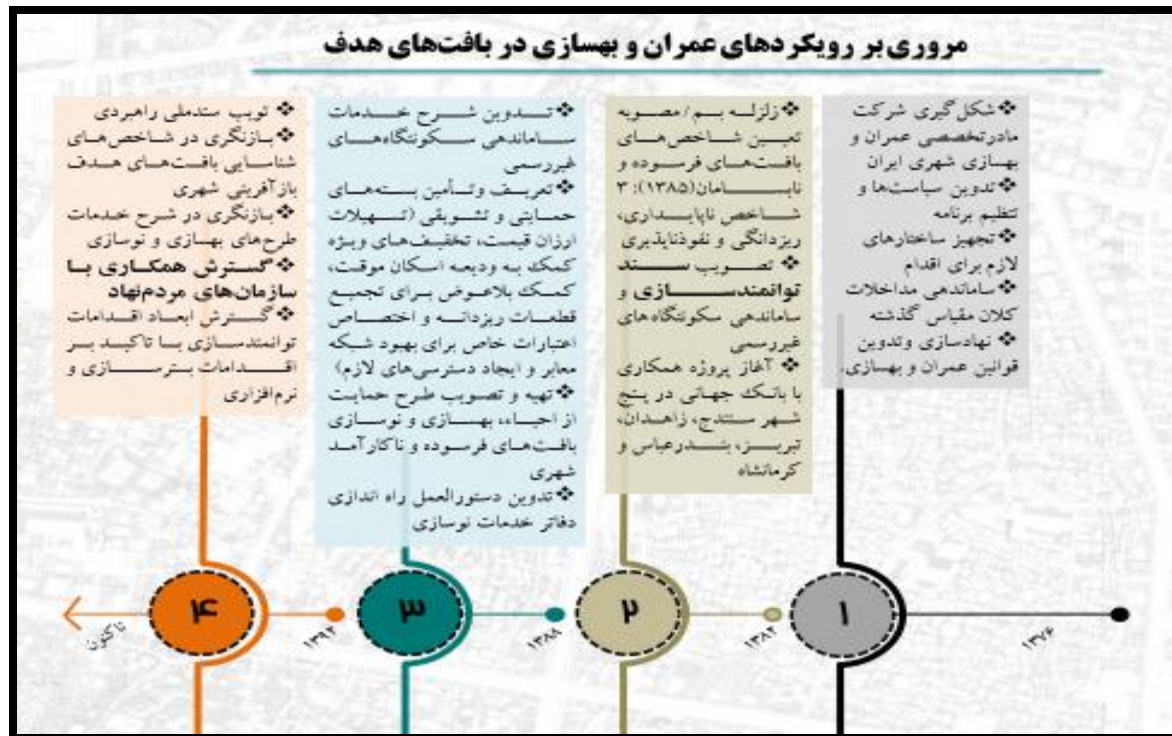 مروری بر رویکردهای عمران و بهسازی در بافت‌های هدف
❖شکل‌گیری شرکت
مادرتخصصی عمران و
بهسازی شهری ایران
❖تدوین سیاست‌ها و
تنظیم برنامه
❖تجهیز ساختارهای
لازم برای اقدام
❖ساماندهی مداخلات
کلان مقیاس گذشته
❖ نهادسازی وتدوین
قوانین عمران و بهسازی.
❖زلزله بم/مصوبه
تعیین شاخص‌های
بافت‌های فرسوده و
نابسامان(۱۳۸۵): ۳
شاخص ناپایداری،
ریزدانگی و نفوذناپذیری
❖ تصویب سند
توانمندسازی و
ساماندهی سکونتگاه‌های
غیررسمی
❖ آغاز پروژه همکاری
با بانک جهانی در پنج
شهر سنندج، زاهدان،
تبریز، بندرعباس و
کرمانشاه
❖تدوین شرح خدمات
ساماندهی سکونتگاه‌های
غیررسمی
❖تعریف وتأمین بسته‌های
حمایتی و تشویقی (تسهیلات
ارزان قیمت، تخفیف‌های ویژه
کمک به ودیعه اسکان موقت،
کمک بلاعوض برای تجمیع
قطعات ریزدانه و اختصاص
اعتبارات خاص برای بهبود شبکه
معابر و ایجاد دسترسی‌های لازم)
❖تهیه و تصویب طرح حمایت
از احیاء، بهسازی و نوسازی
بافت‌های فرسوده و ناکارآمد
شهری
❖تدوین دستورالعمل راه اندازی
دفاتر خدمات نوسازی
❖ تویب سندملی راهبردی
❖بازنگری در شاخص‌های
شناسایی بافت‌های هدف
بازآفرینی شهری
❖بازنگری در شرح خدمات
طرح‌های بهسازی و نوسازی
❖گسترش همکاری با
سازمان‌های مردم‌نهاد
❖گسترش ابعاد اقدامات
توانمندسازی با تاکید بر
اقدامات بسترسازی و
نرم‌افزاری
۱۳۷۶
۱
۱۳۸۲
۲
۱۳۸۸
۳
۱۳۹۲
۴
تاکنون